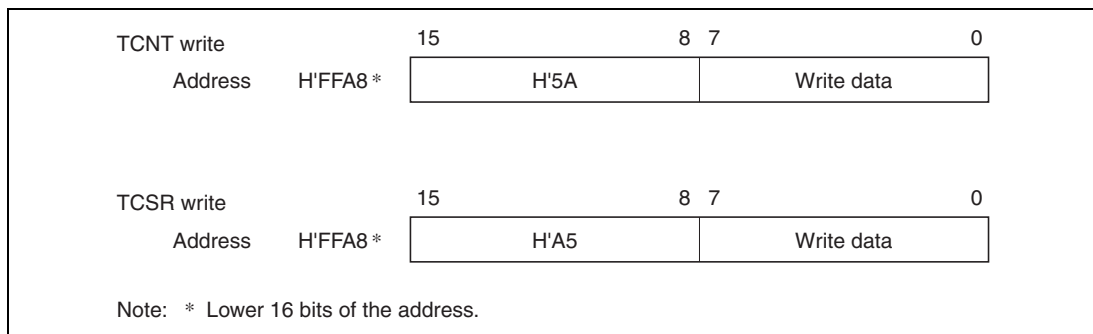 TCNT write 15 8 7 0
Address H'FFA8 * H'5A Write data
TCSR write 15 8 7 0
Address H'FFA8 * H'A5 Write data
Note: * Lower 16 bits of the address.